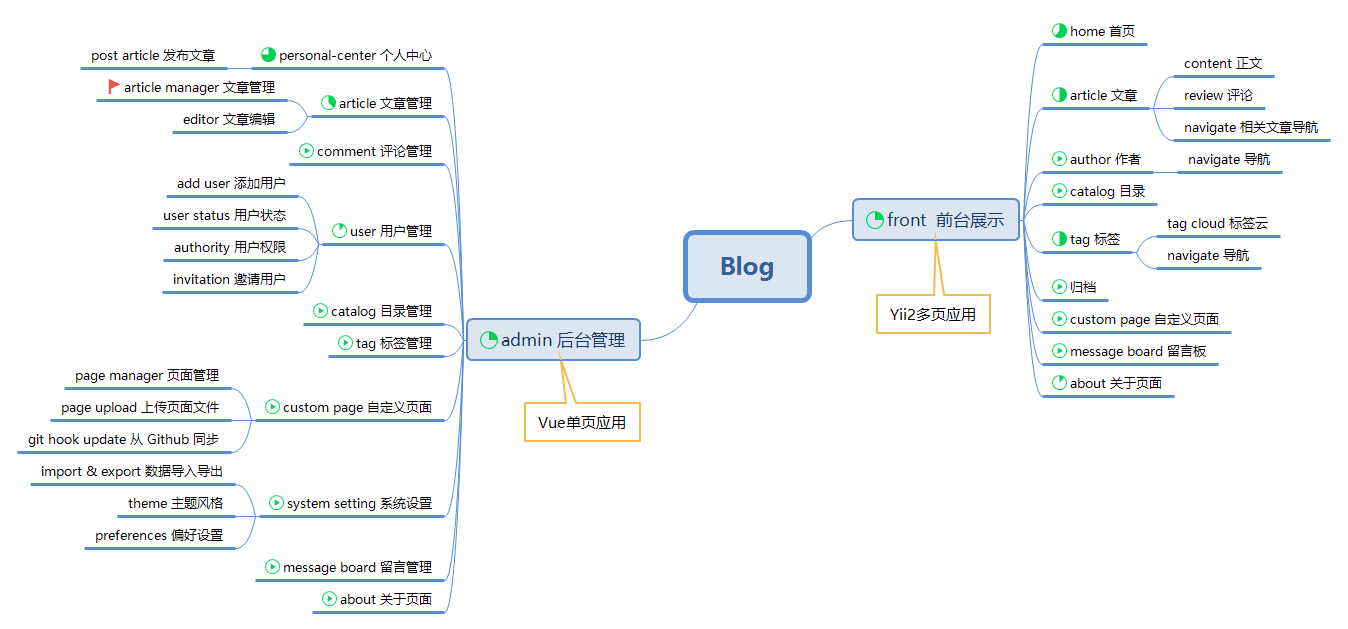 Blog
front 前台展示
Yii2多页应用
home 首页
article 文章
content 正文
review 评论
navigate 相关文章导航
author 作者
navigate 导航
catalog 目录
tag 标签
tag cloud 标签云
navigate 导航
归档
custom page 自定义页面
message board 留言板
about 关于页面
admin 后台管理
Vue单页应用
personal-center 个人中心
post article 发布文章
article 文章管理
article manager 文章管理
editor 文章编辑
comment 评论管理
user 用户管理
add user 添加用户
user status 用户状态
authority 用户权限
invitation 邀请用户
catalog 目录管理
tag 标签管理
custom page 自定义页面
page manager 页面管理
page upload 上传页面文件
git hook update 从 Github 同步
system setting 系统设置
import & export 数据导入导出
theme 主题风格
preferences 偏好设置
message board 留言管理
about 关于页面